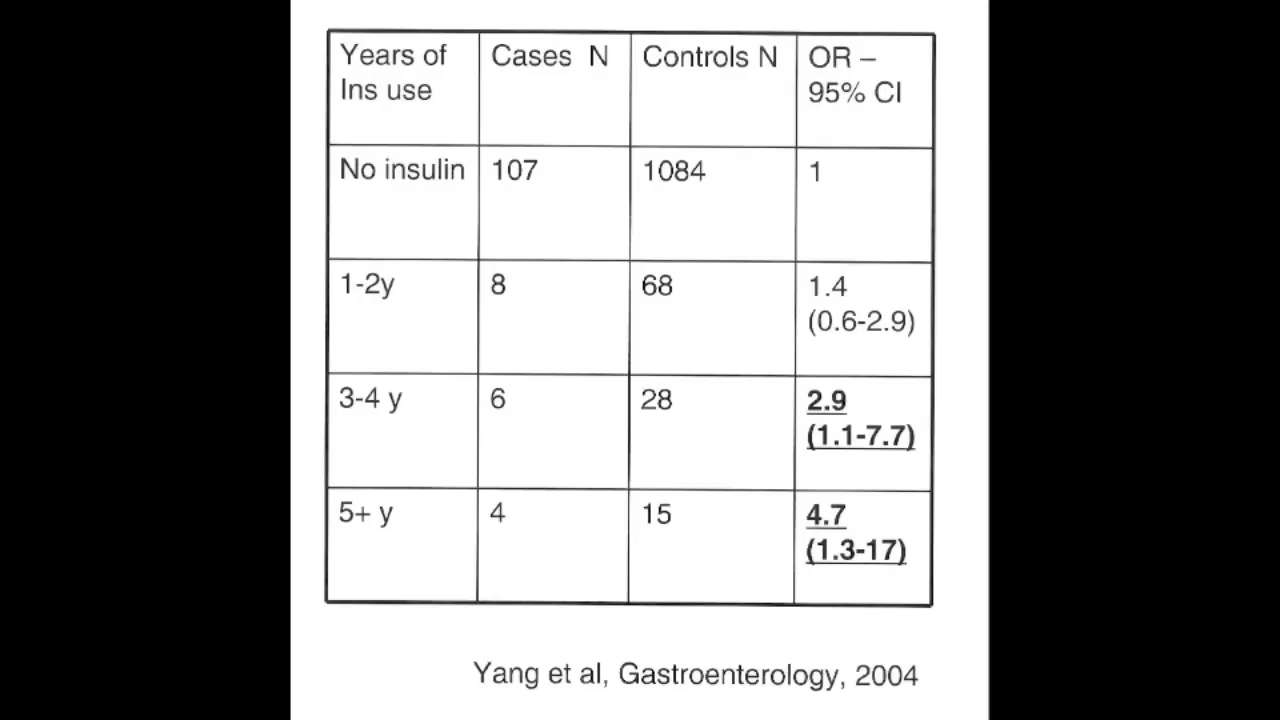 Years of Ins use Cases  N Controls N OR – 95% CI
No insulin 107 1084 1
1-2y 8 68 1.4 (0.6-2.9)
3-4 y 6 28 2.9 (1.1-7.7)
5+ y 4 15 4.7 (1.3-17)
Yang et al, Gastroenterology, 2004